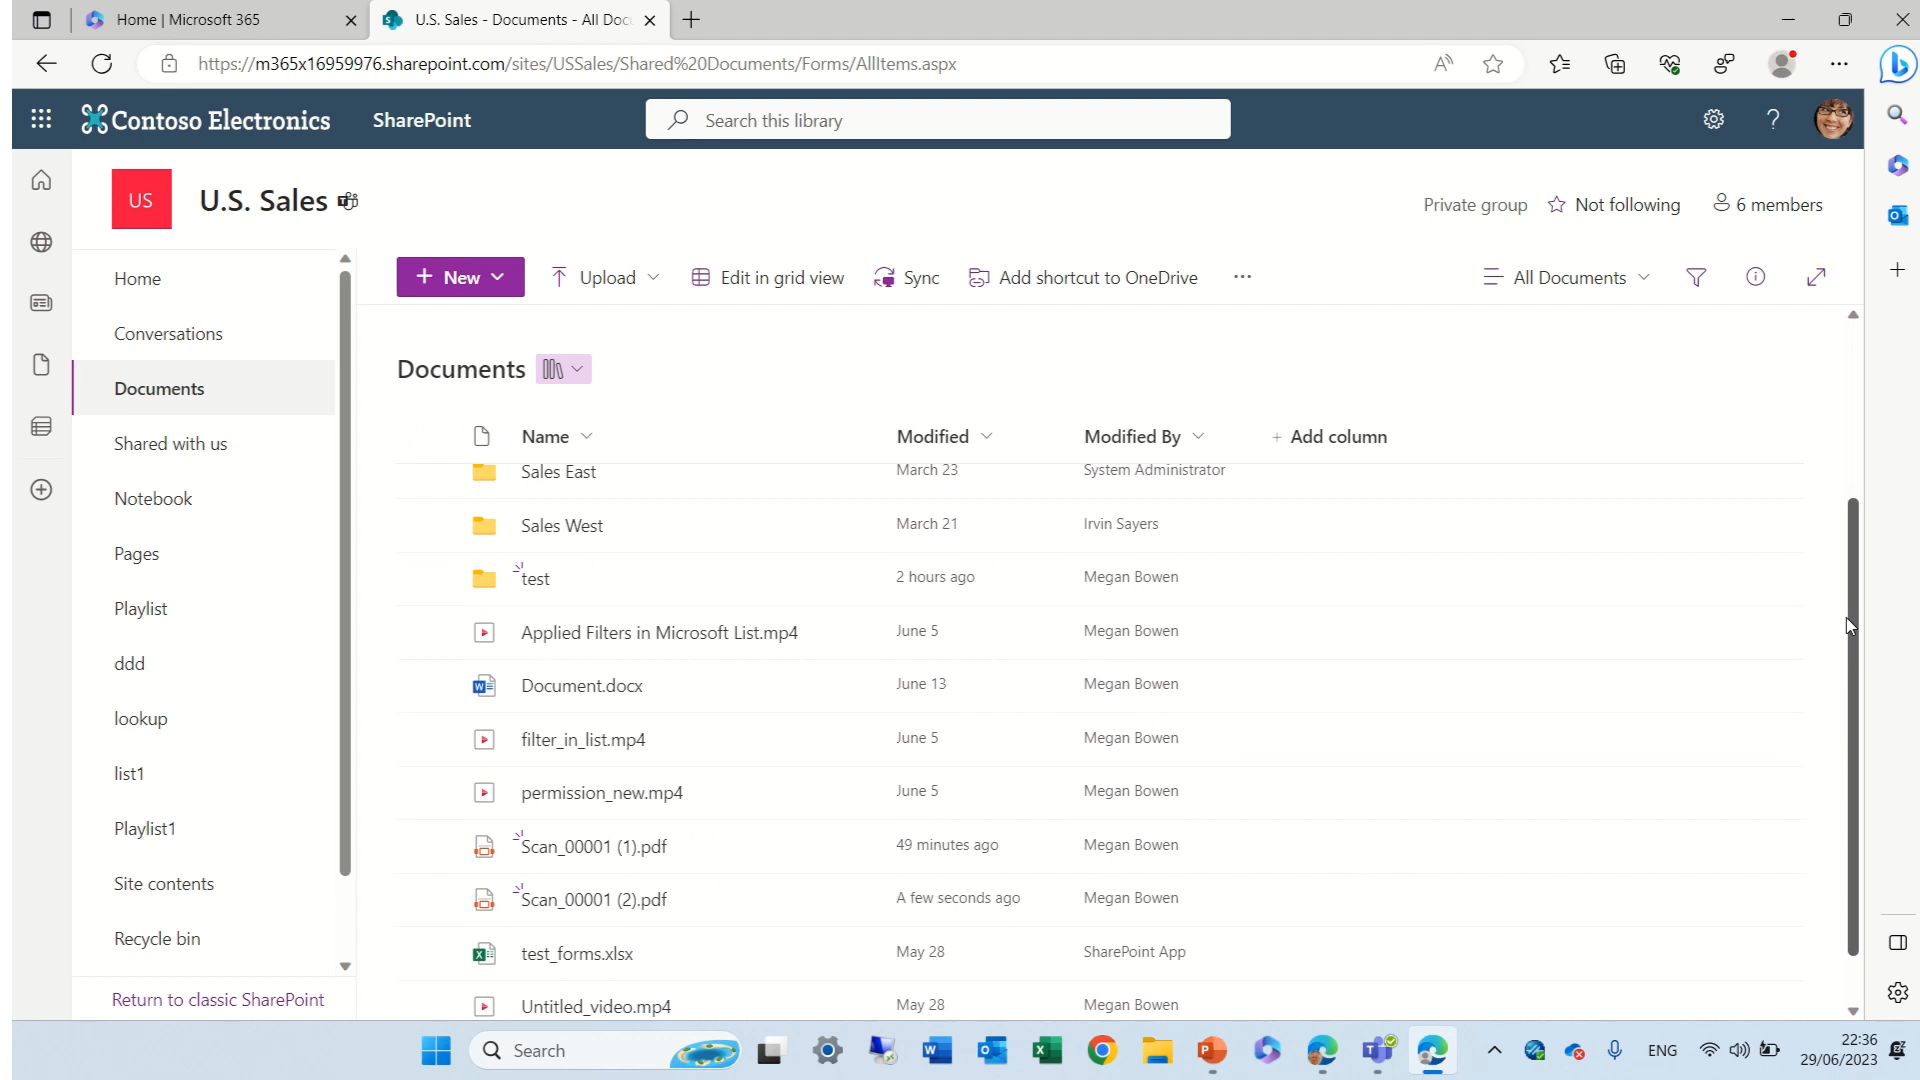 Home | Microsoft 365
U.S. Sales - Documents - All Doc
https://m365x16959976.sharepoint.com/sites/USSales/Shared%20Documents/Forms/AllItems.aspx
Contoso Electronics
SharePoint
Search this library
US
U.S. Sales
Private group
Not following
6 members
Home
Conversations
Documents
Shared with us
Notebook
Pages
Playlist
ddd
lookup
list1
Playlist1
Site contents
Recycle bin
Return to classic SharePoint
+ New
Upload
Edit in grid view
Sync
Add shortcut to OneDrive
...
All Documents
Documents
Name Modified Modified By + Add column
Sales East March 23 System Administrator
Sales West March 21 Irvin Sayers
test 2 hours ago Megan Bowen
Applied Filters in Microsoft List.mp4 June 5 Megan Bowen
Document.docx June 13 Megan Bowen
filter_in_list.mp4 June 5 Megan Bowen
permission_new.mp4 June 5 Megan Bowen
Scan_00001 (1).pdf 49 minutes ago Megan Bowen
Scan_00001 (2).pdf A few seconds ago Megan Bowen
test_forms.xlsx May 28 SharePoint App
Untitled_video.mp4 May 28 Megan Bowen
Search
ENG
22:36
29/06/2023